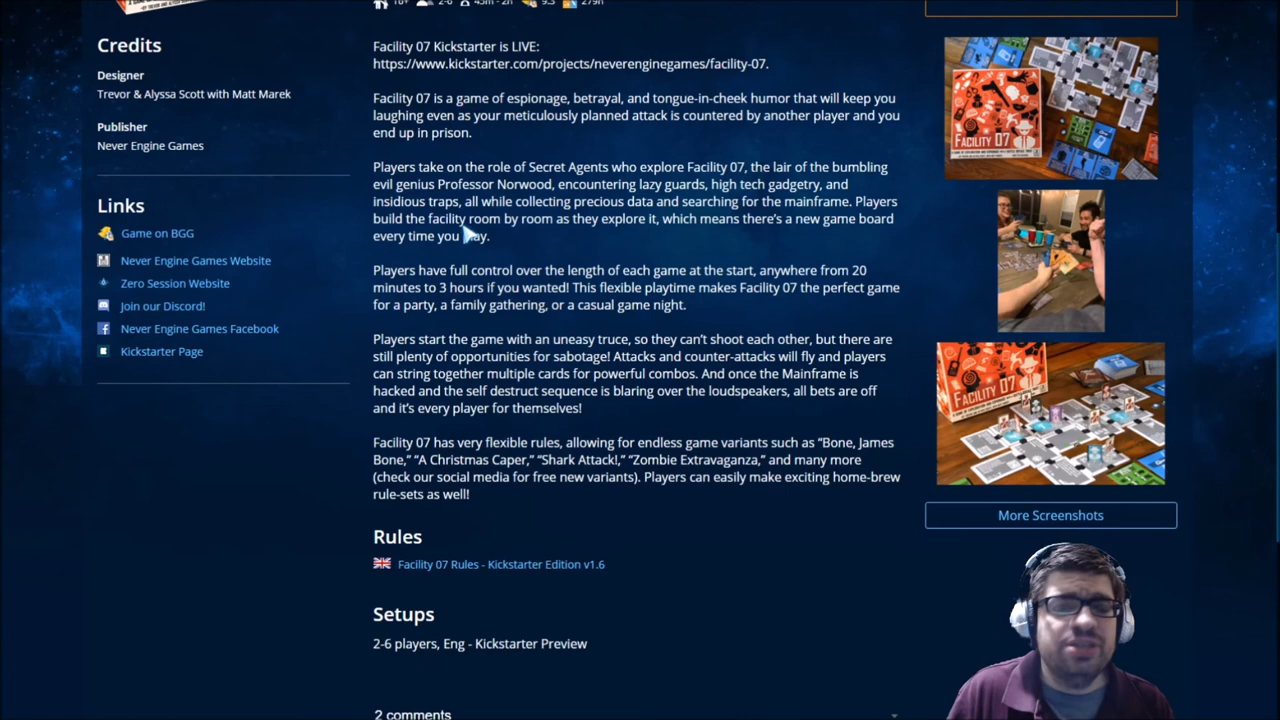 Credits
Designer
Trevor & Alyssa Scott with Matt Marek
Publisher
Never Engine Games
Links
Game on BGG
Never Engine Games Website
Zero Session Website
Join our Discord!
Never Engine Games Facebook
Kickstarter Page
Facility 07 Kickstarter is LIVE:
https://www.kickstarter.com/projects/neverenginegames/facility-07.
Facility 07 is a game of espionage, betrayal, and tongue-in-cheek humor that will keep you
laughing even as your meticulously planned attack is countered by another player and you
end up in prison.
Players take on the role of Secret Agents who explore Facility 07, the lair of the bumbling
evil genius Professor Norwood, encountering lazy guards, high tech gadgetry, and
insidious traps, all while collecting precious data and searching for the mainframe. Players
build the facility room by room as they explore it, which means there's a new game board
every time you
Players have full control over the length of each game at the start, anywhere from 20
minutes to 3 hours if you wanted! This flexible playtime makes Facility 07 the perfect game
for a party, a family gathering, or a casual game night.
Players start the game with an uneasy truce, so they can't shoot each other, but there are
still plenty of opportunities for sabotage! Attacks and counter-attacks will fly and players
can string together multiple cards for powerful combos. And once the Mainframe is
hacked and the self destruct sequence is blaring over the loudspeakers, all bets are off
and it's every player for themselves!
Facility 07 has very flexible rules, allowing for endless game variants such as “Bone, James
Bone,” “A Christmas Caper,” “Shark Attack!,” “Zombie Extravaganza,” and many more
(check our social media for free new variants). Players can easily make exciting home-brew
rule-sets as well!
Rules
Facility 07 Rules - Kickstarter Edition v1.6
Setups
2-6 players, Eng - Kickstarter Preview
2 comments
FACILITY 07
FACILITY 07
More Screenshots